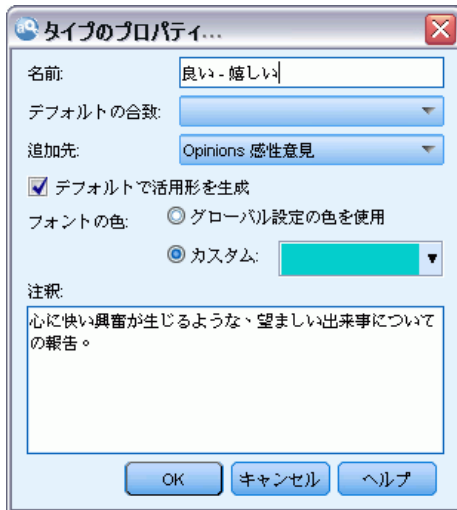 タイプのプロパティ...
名前: 良い - 嬉しい
デフォルトの合致:
追加先: Opinions 感性意見
デフォルトで活用形を生成
フォントの色: グローバル設定の色を使用
カスタム:
注釈:
心に快い興奮が生じるような、望ましい出来事について
の報告。
OK キャンセル ヘルプ